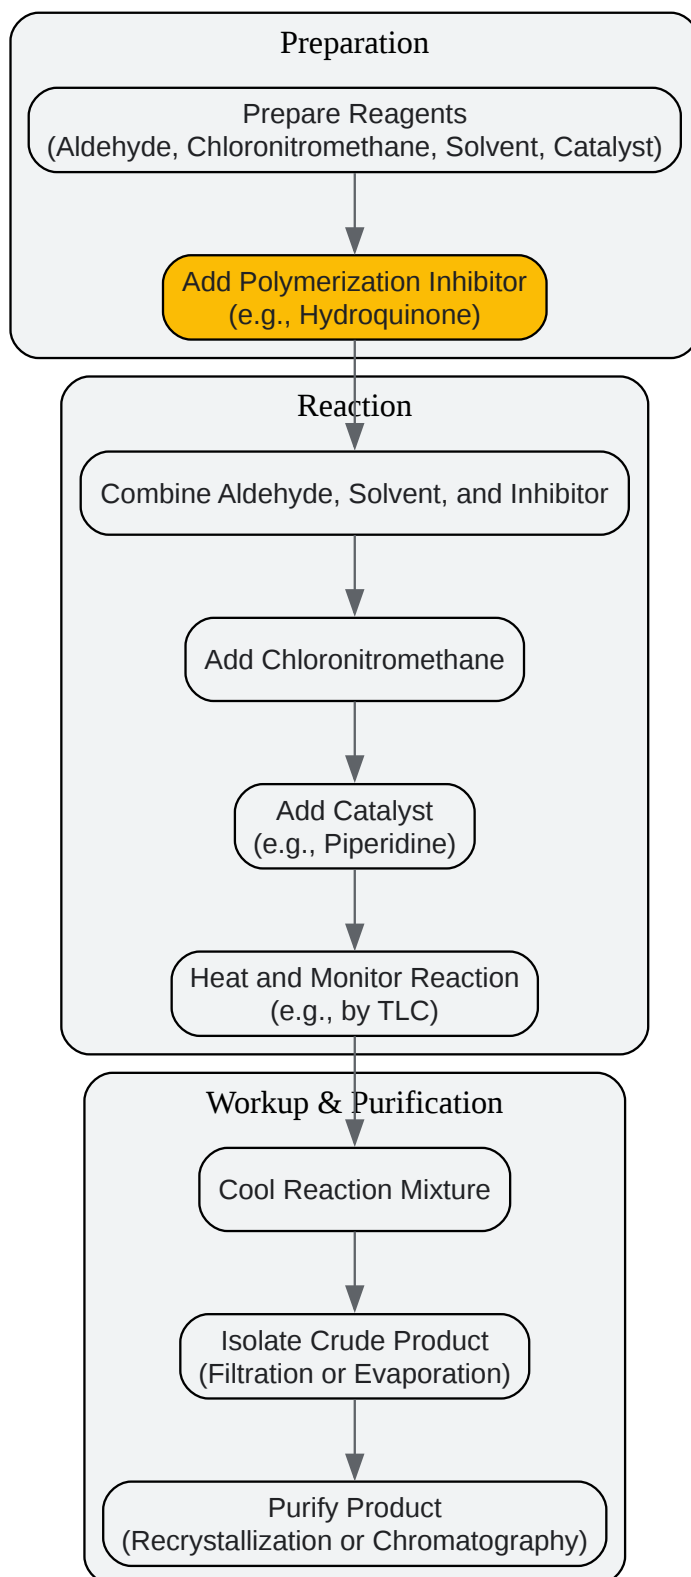 Preparation
Prepare Reagents
(Aldehyde, Chloronitromethane, Solvent, Catalyst)
Add Polymerization Inhibitor
(e.g., Hydroquinone)
Reaction
Combine Aldehyde, Solvent, and Inhibitor
Add Chloronitromethane
Add Catalyst
(e.g., Piperidine)
Heat and Monitor Reaction
(e.g., by TLC)
Workup & Purification
Cool Reaction Mixture
Isolate Crude Product
(Filtration or Evaporation)
Purify Product
(Recrystallization or Chromatography)